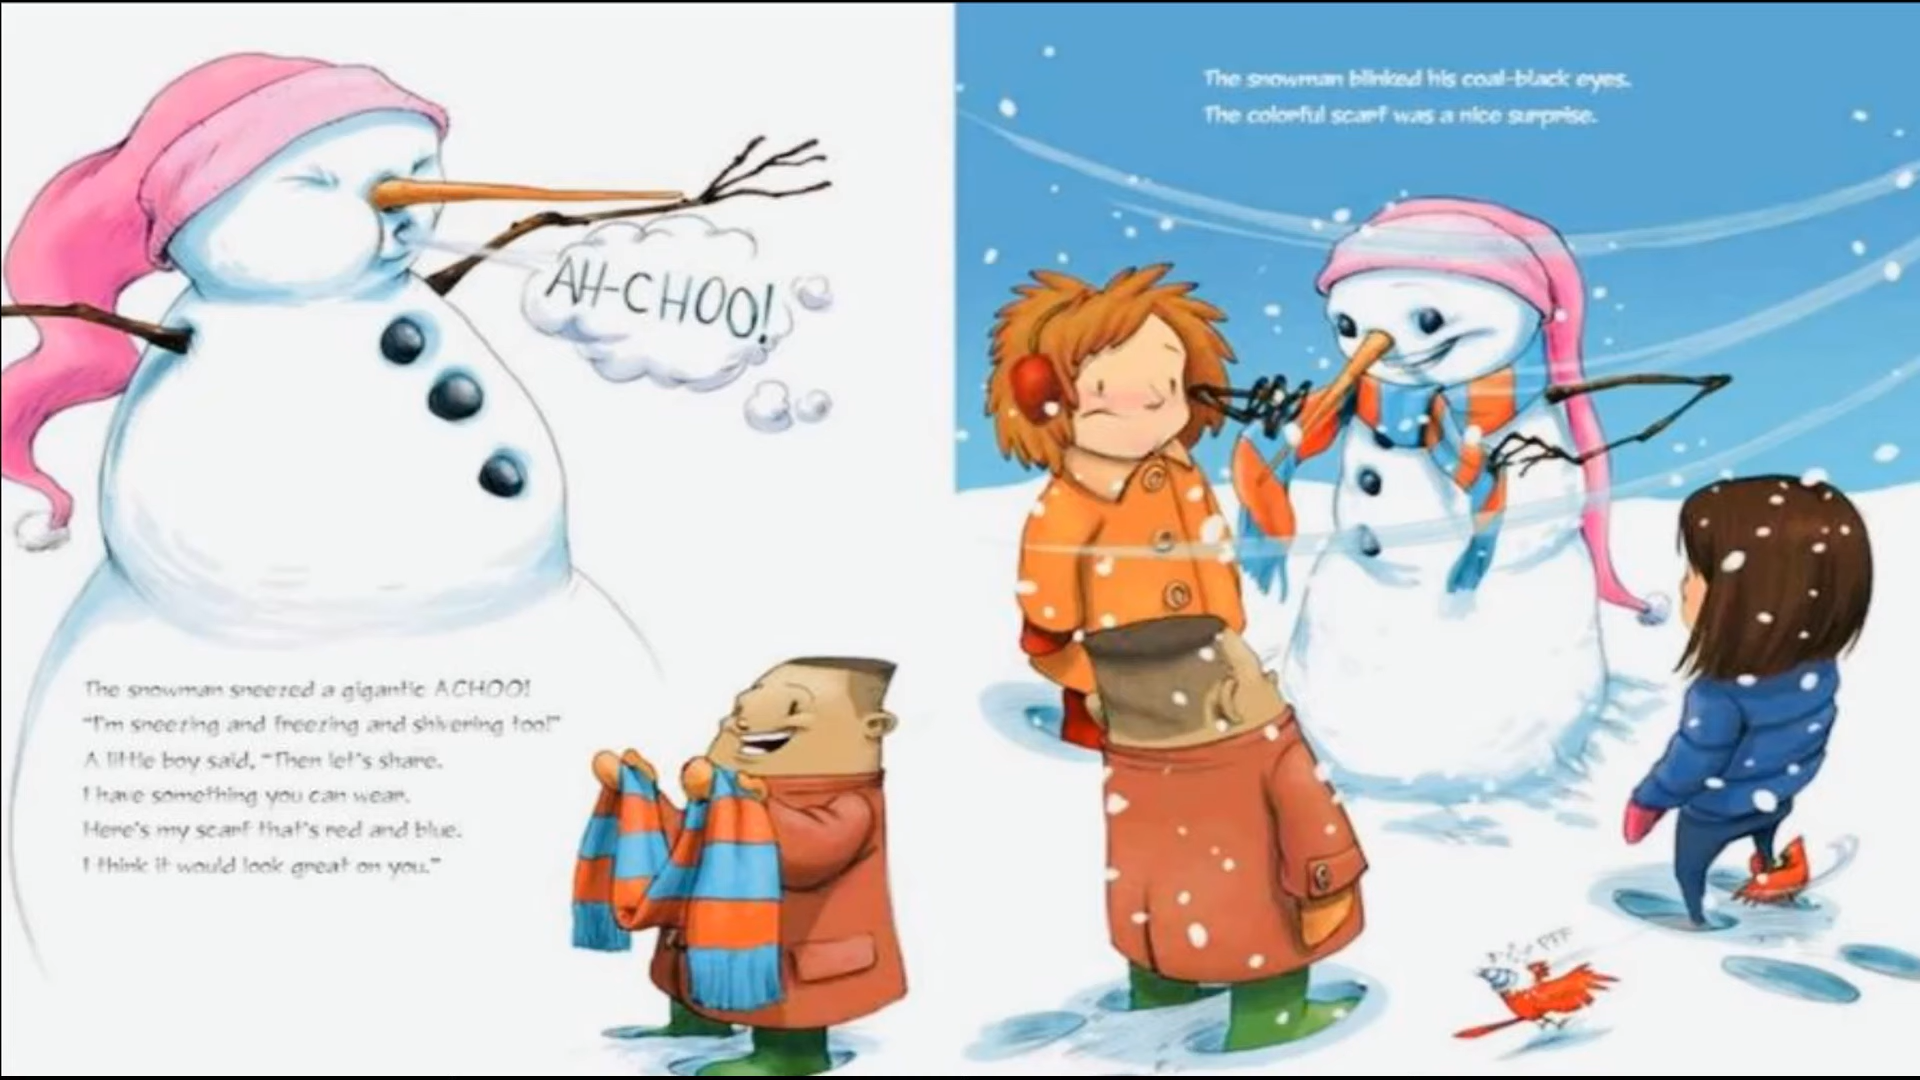 AH-CHOO!
The snowman sneezed a gigantic ACHOO!
"I'm sneezing and freezing and shivering too!"
A little boy said, "Then let's share.
I have something you can wear.
Here's my scarf that's red and blue.
I think it would look great on you."
The snowman blinked his coal-black eyes.
The colorful scarf was a nice surprise.
PFF